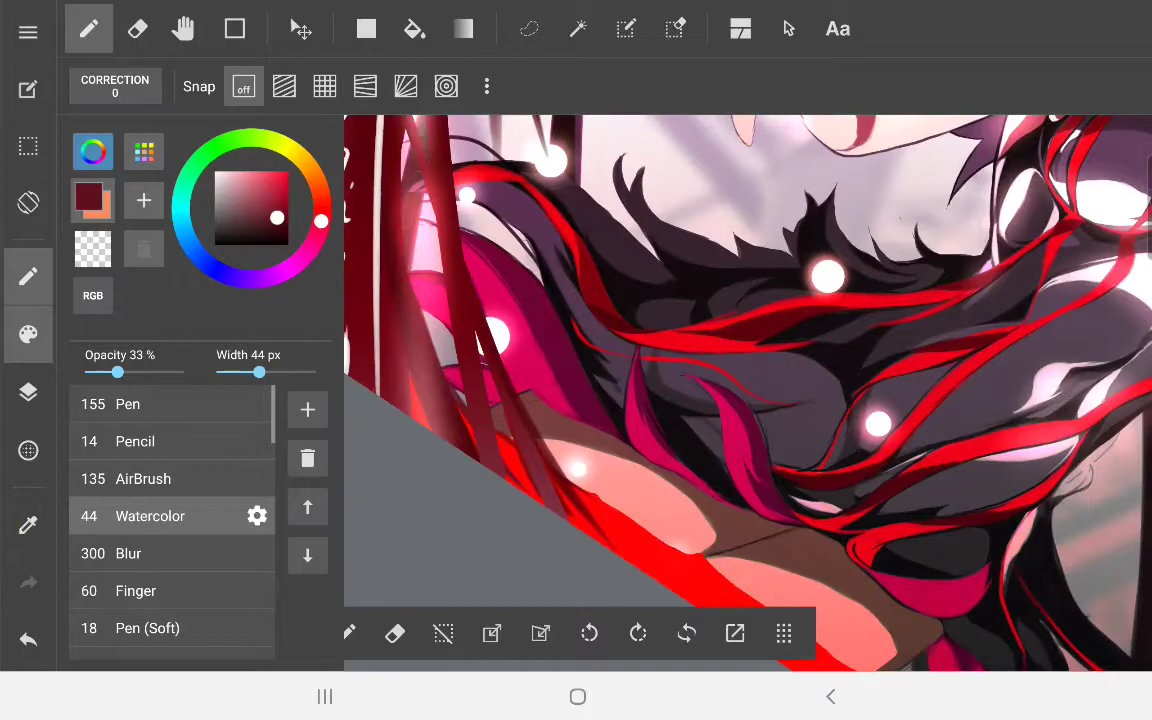 Aa
CORRECTION
0
Snap
off
RGB
Opacity 33 %
Width 44 px
155 Pen
14 Pencil
135 AirBrush
44 Watercolor
300 Blur
60 Finger
18 Pen (Soft)